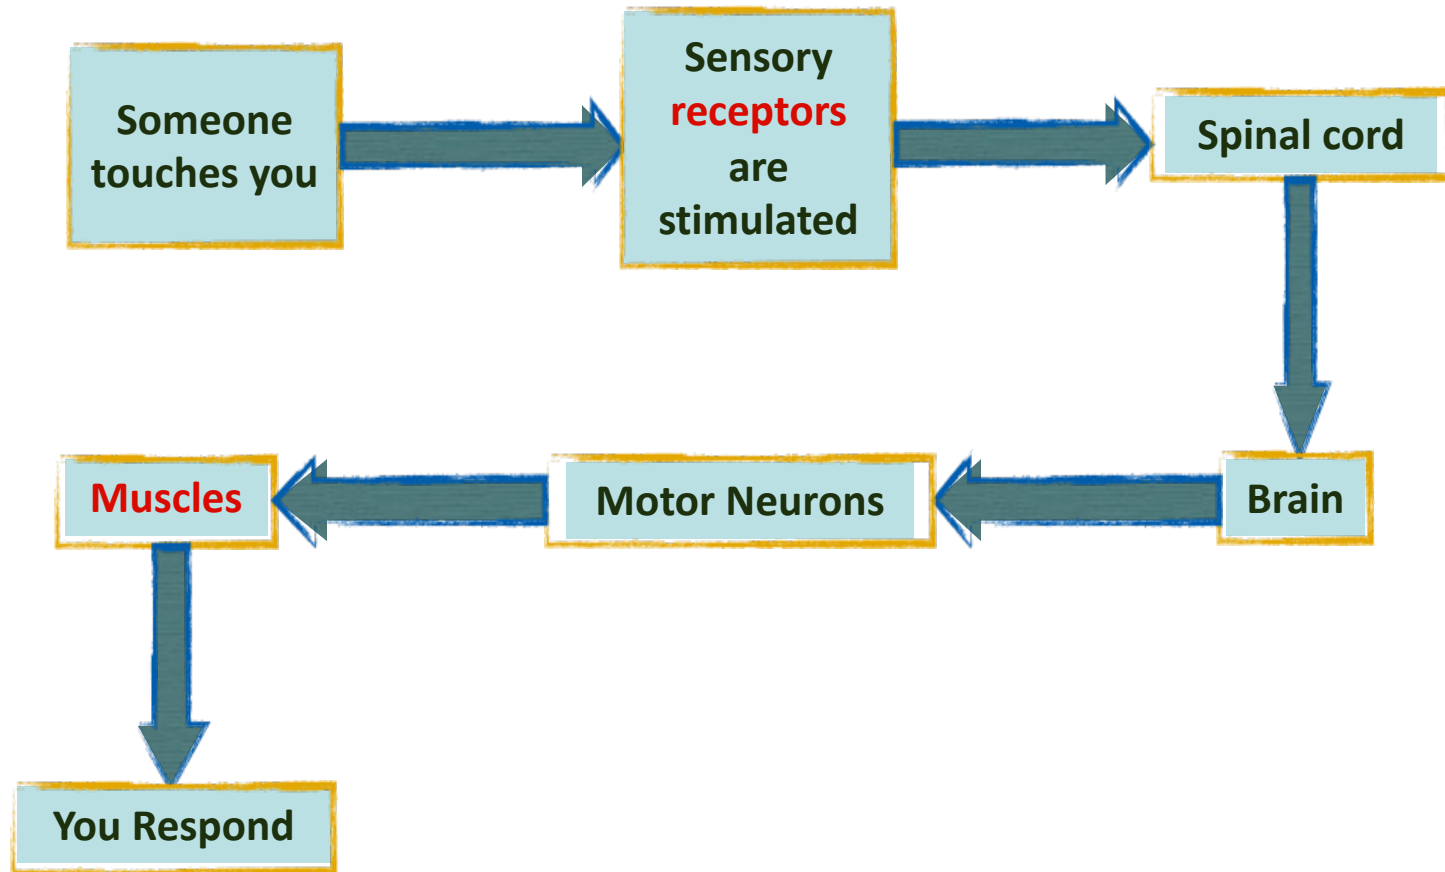 Someone
touches you
Sensory
receptors
are
stimulated
Spinal cord
Brain
Motor Neurons
Muscles
You Respond